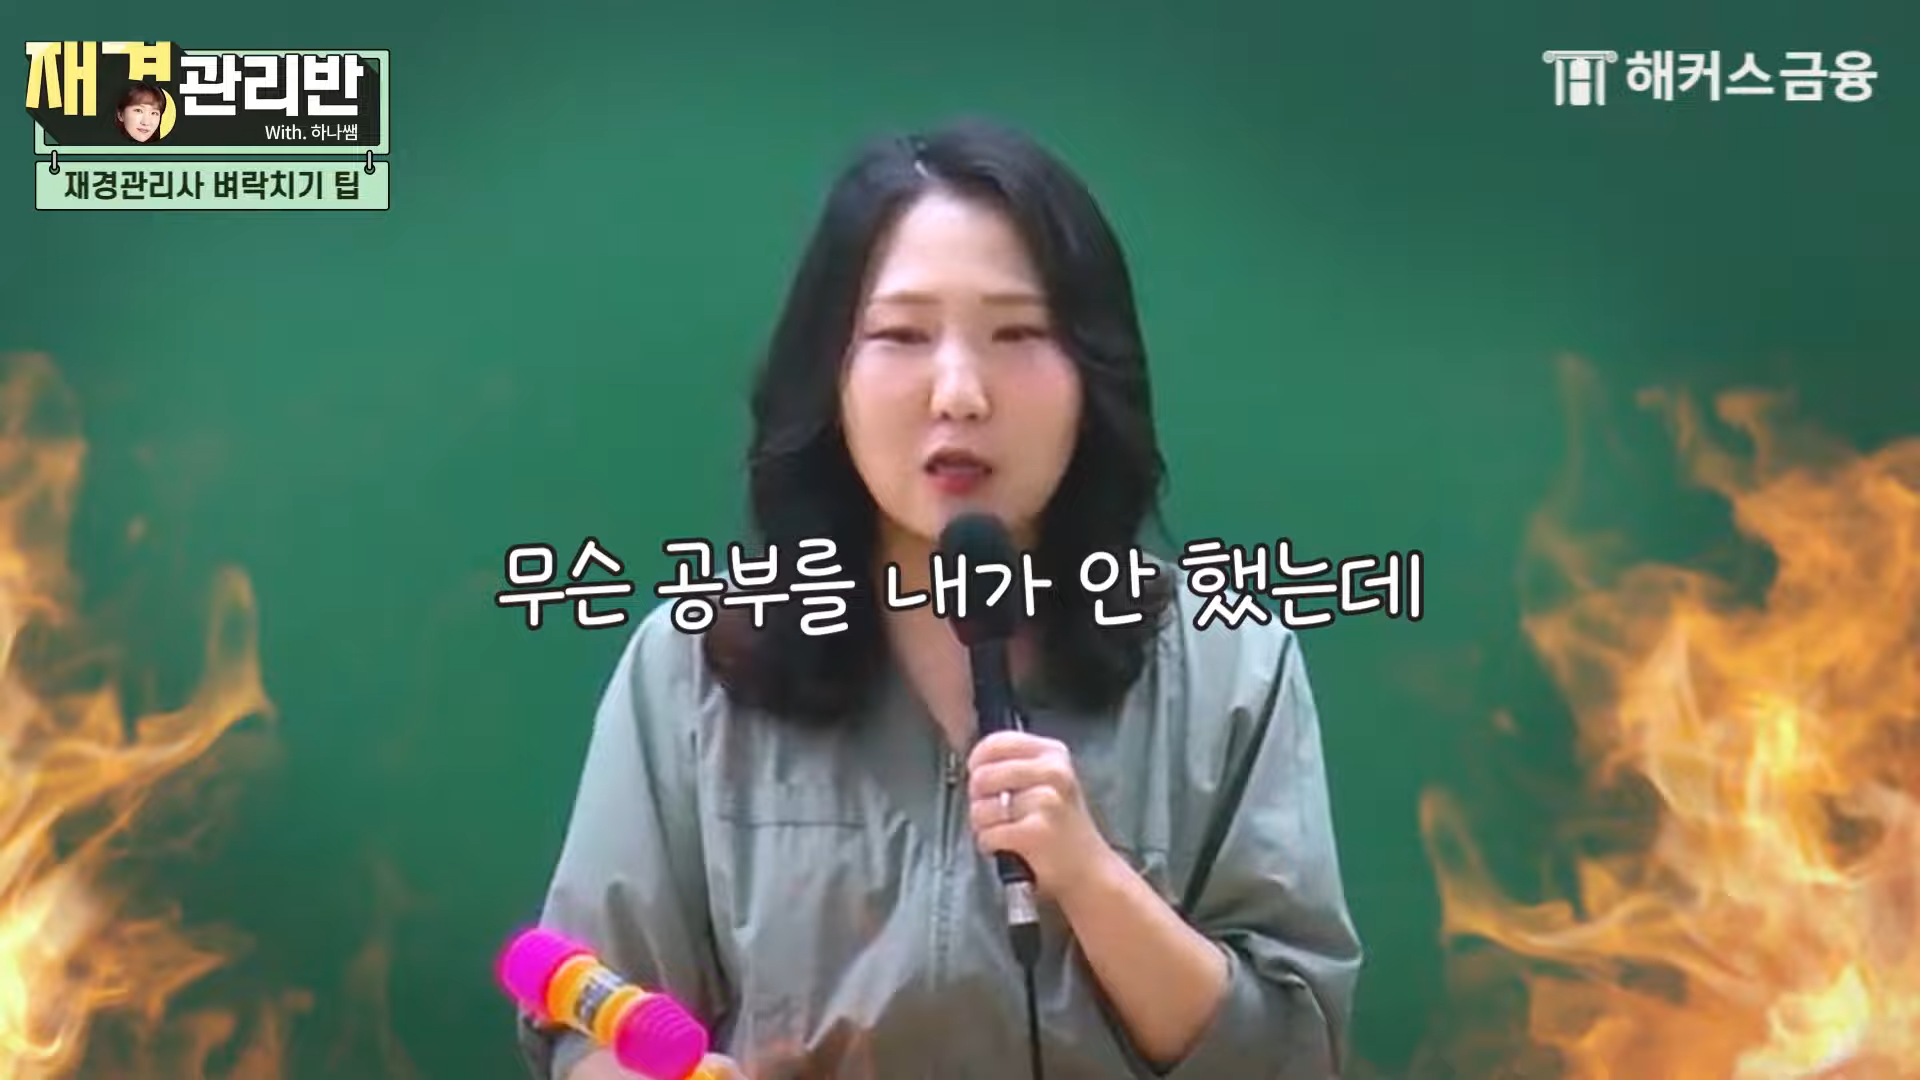 재경관리반
With. 하나쌤
재경관리사 벼락치기 팁
해커스금융
무슨 공부를 내가 안 했는데